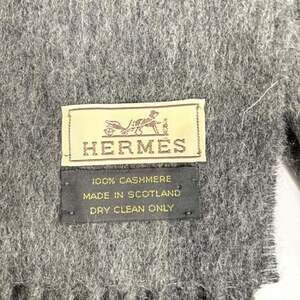 HERMES
100% CASHMERE
MADE IN SCOTLAND
DRY CLEAN ONLY